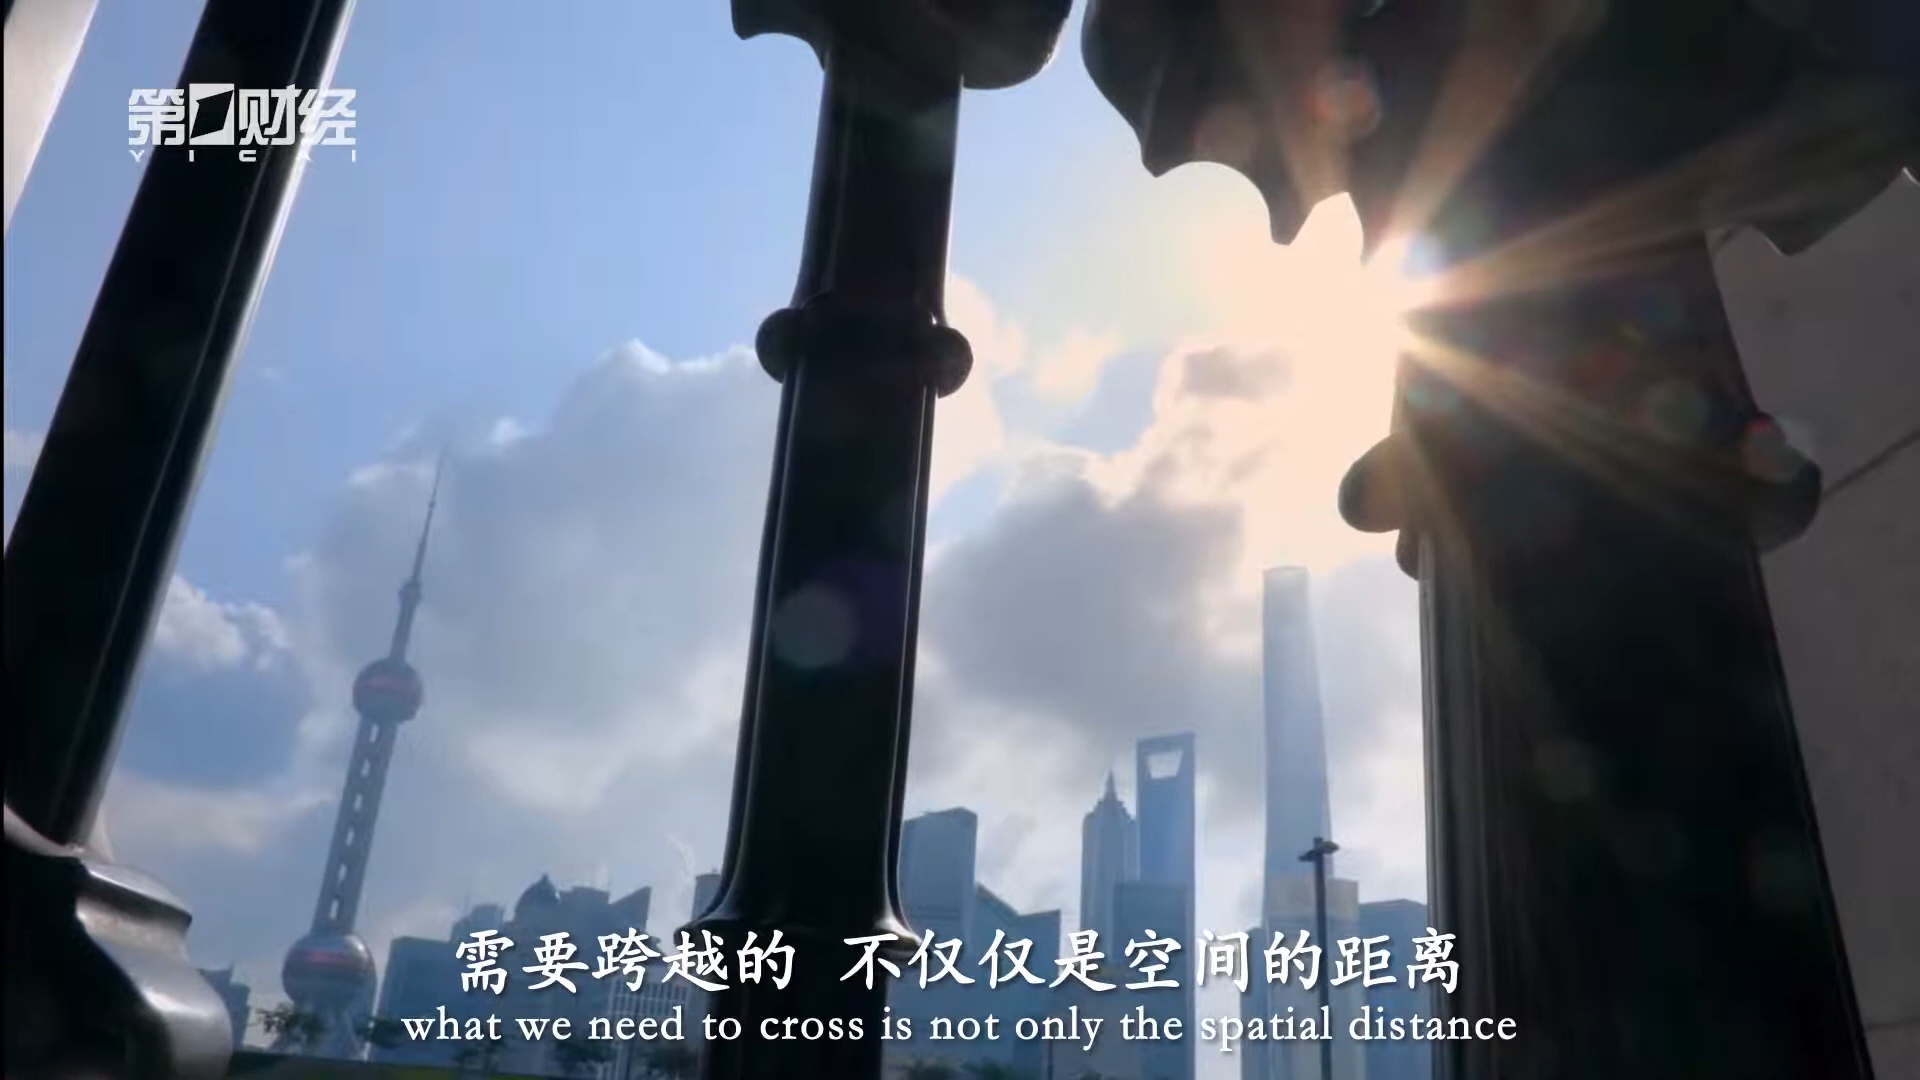 第一财经
YICAI
需要跨越的 不仅仅是空间的距离
what we need to cross is not only the spatial distance